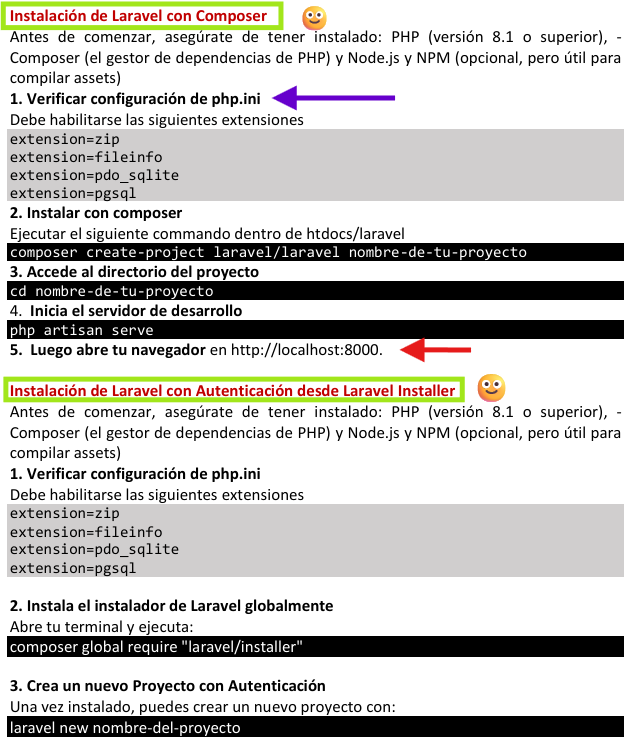 Instalación de Laravel con Composer
Antes de comenzar, asegúrate de tener instalado: PHP (versión 8.1 o superior), -
Composer (el gestor de dependencias de PHP) y Node.js y NPM (opcional, pero útil para
compilar assets)
1. Verificar configuración de php.ini
Debe habilitarse las siguientes extensiones
extension=zip
extension=fileinfo
extension=pdo_sqlite
extension=pgsql
2. Instalar con composer
Ejecutar el siguiente commando dentro de htdocs/laravel
composer create-project laravel/laravel nombre-de-tu-proyecto
3. Accede al directorio del proyecto
cd nombre-de-tu-proyecto
4. Inicia el servidor de desarrollo
php artisan serve
5. Luego abre tu navegador en http://localhost:8000.
Instalación de Laravel con Autenticación desde Laravel Installer
Antes de comenzar, asegúrate de tener instalado: PHP (versión 8.1 o superior), -
Composer (el gestor de dependencias de PHP) y Node.js y NPM (opcional, pero útil para
compilar assets)
1. Verificar configuración de php.ini
Debe habilitarse las siguientes extensiones
extension=zip
extension=fileinfo
extension=pdo_sqlite
extension=pgsql
2. Instala el instalador de Laravel globalmente
Abre tu terminal y ejecuta:
composer global require "laravel/installer"
3. Crea un nuevo Proyecto con Autenticación
Una vez instalado, puedes crear un nuevo proyecto con:
laravel new nombre-del-proyecto